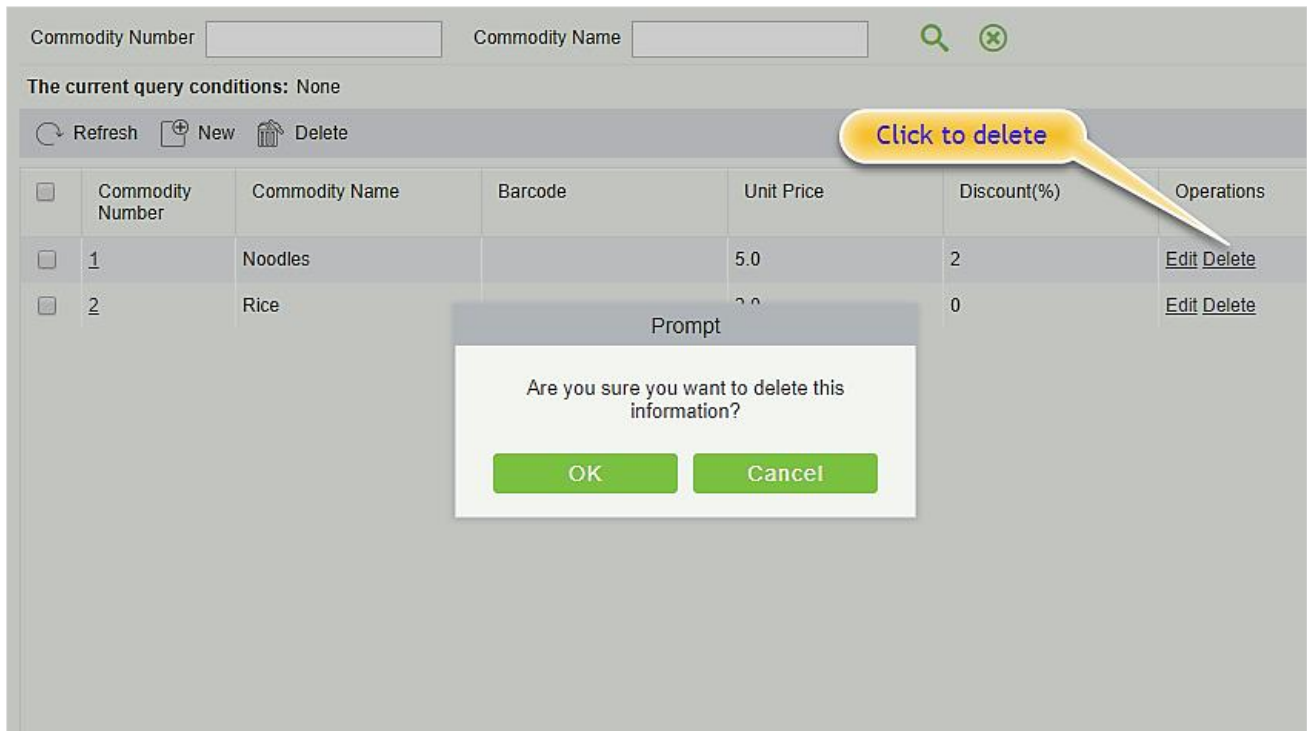 Commodity Number Commodity Name
The current query conditions: None
Refresh New Delete
Click to delete
Commodity Number Commodity Name Barcode Unit Price Discount(%) Operations
1 Noodles 5.0 2 Edit Delete
2 Rice 0 Edit Delete
Prompt
Are you sure you want to delete this
information?
OK Cancel